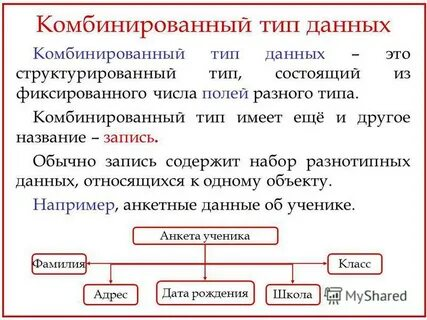 Комбинированный тип данных
Комбинированный тип данных – это
структурированный тип, состоящий из
фиксированного числа полей разного типа.
Комбинированный тип имеет ещё и другое
название – запись.
Обычно запись содержит набор разнотипных
данных, относящихся к одному объекту.
Например, анкетные данные об ученике.
Анкета ученика
Фамилия
Класс
Адрес
Дата рождения
Школа
MyShared